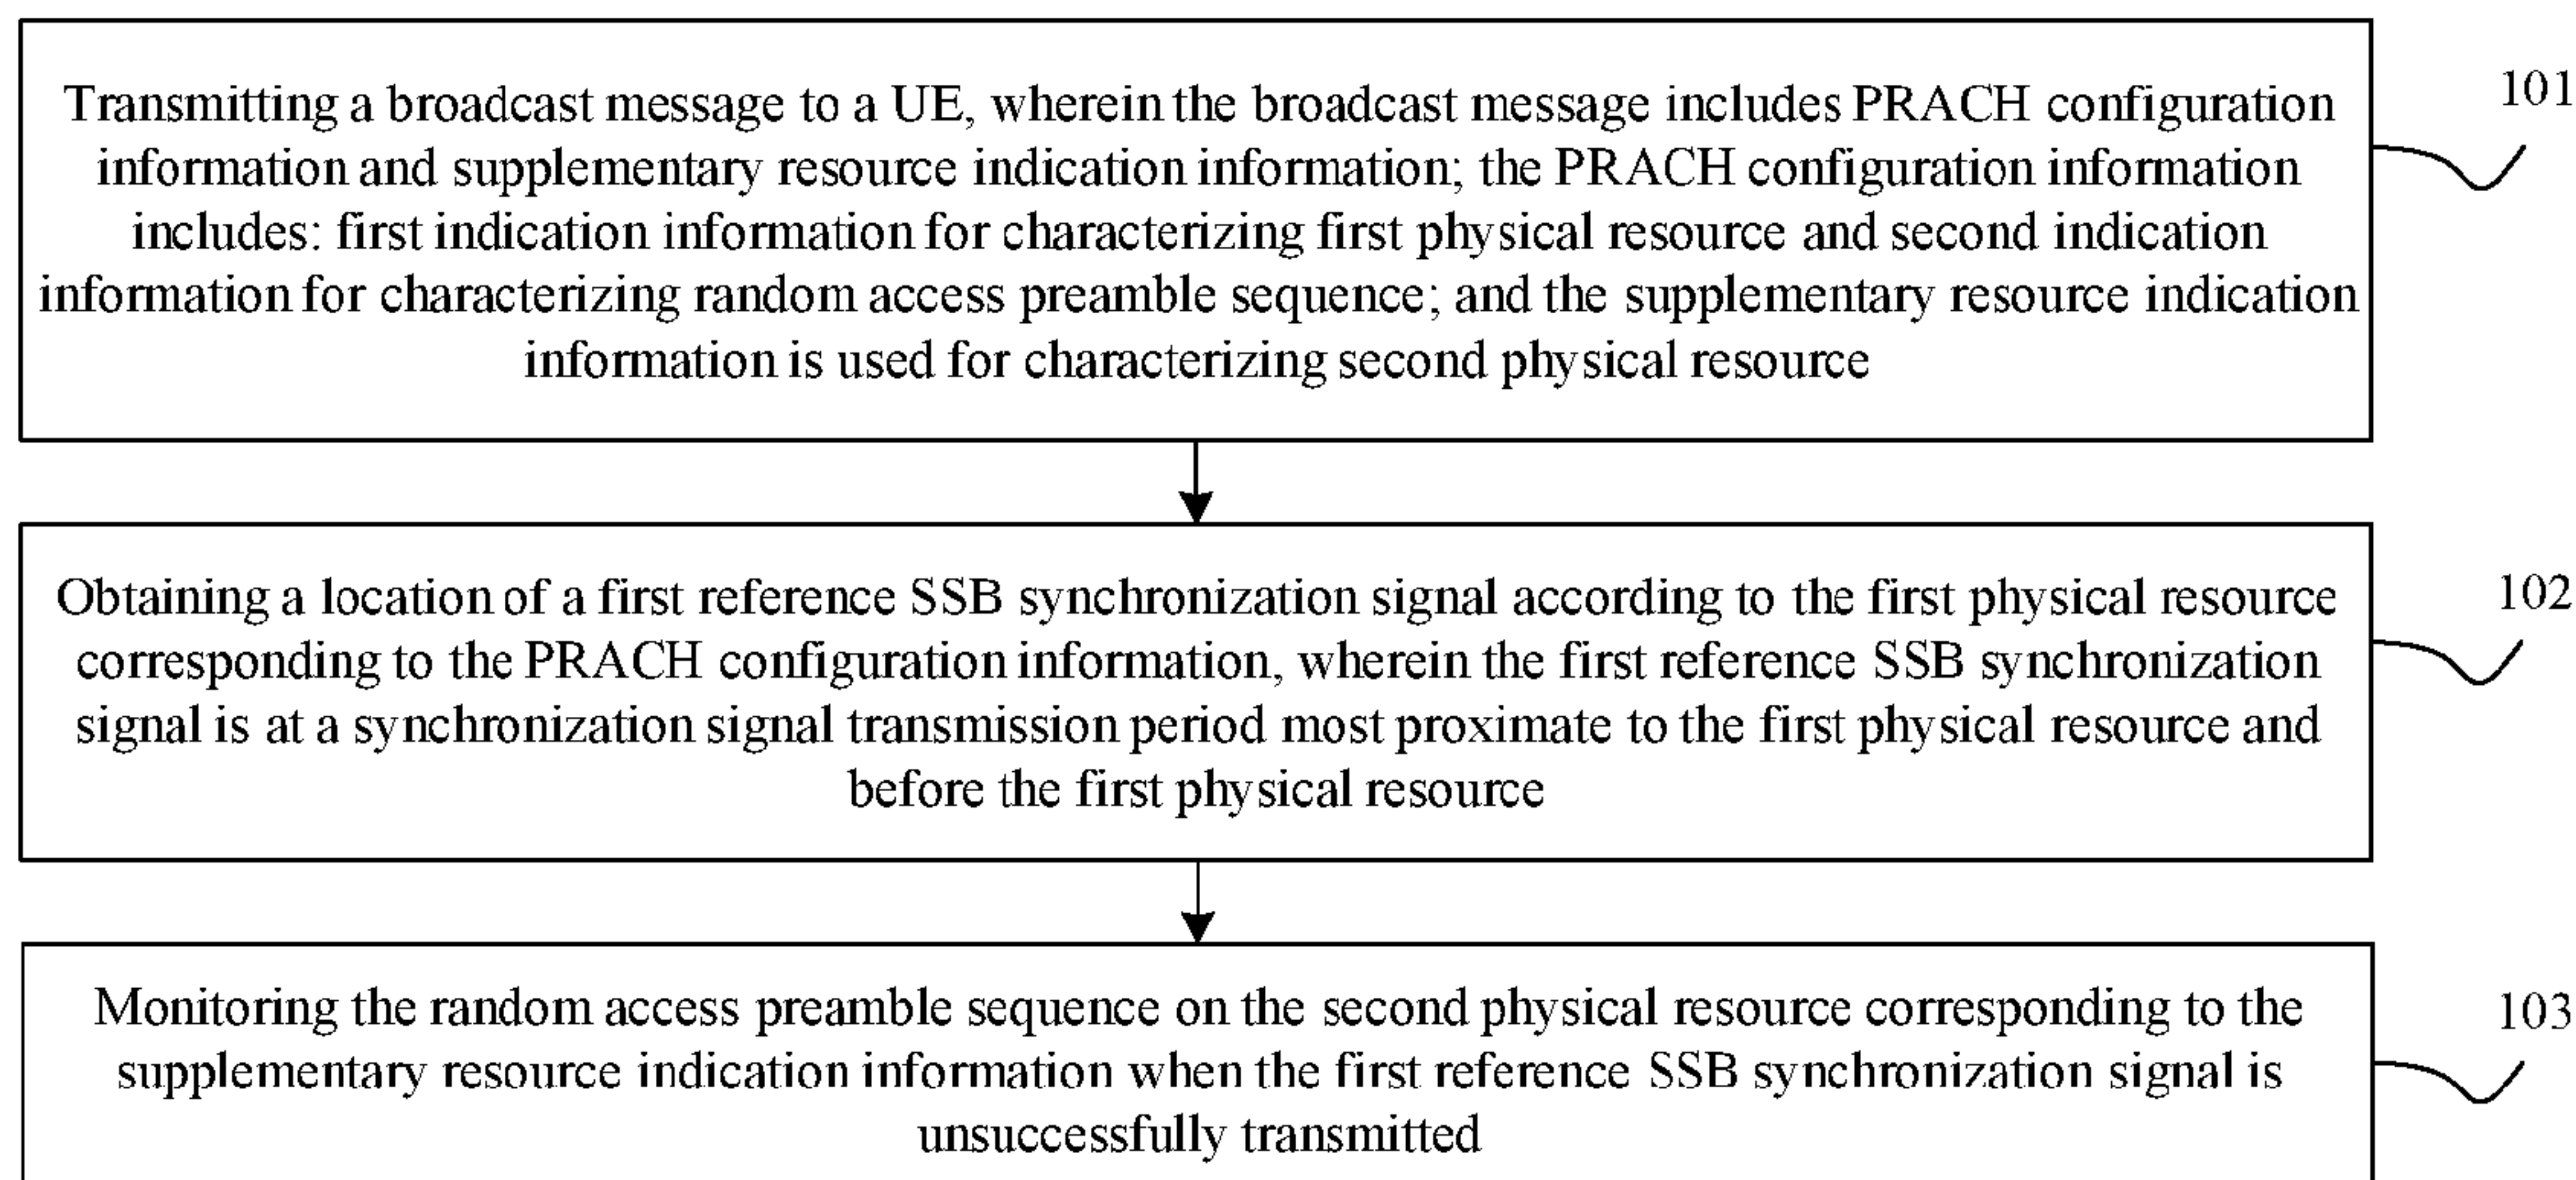 Transmitting a broadcast message to a UE, wherein the broadcast message includes PRACH configuration
information and supplementary resource indication information; the PRACH configuration information
includes: first indication information for characterizing first physical resource and second indication
information for characterizing random access preamble sequence; and the supplementary resource indication
information is used for characterizing second physical resource
101
Obtaining a location of a first reference SSB synchronization signal according to the first physical resource
corresponding to the PRACH configuration information, wherein the first reference SSB synchronization
signal is at a synchronization signal transmission period most proximate to the first physical resource and
before the first physical resource
102
Monitoring the random access preamble sequence on the second physical resource corresponding to the
supplementary resource indication information when the first reference SSB synchronization signal is
unsuccessfully transmitted
103